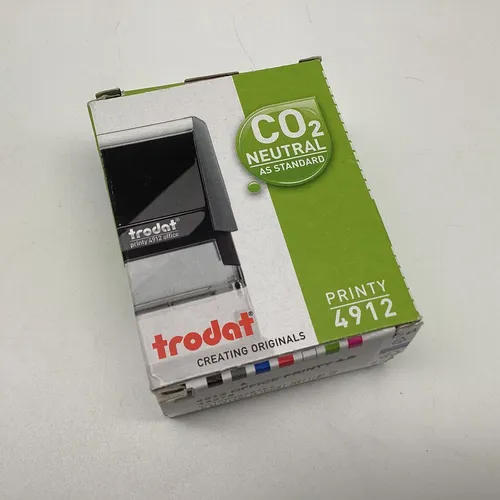 CO2
NEUTRAL
AS STANDARD
trodat
printy 4912 office
PRINTY
4912
trodat
CREATING ORIGINALS